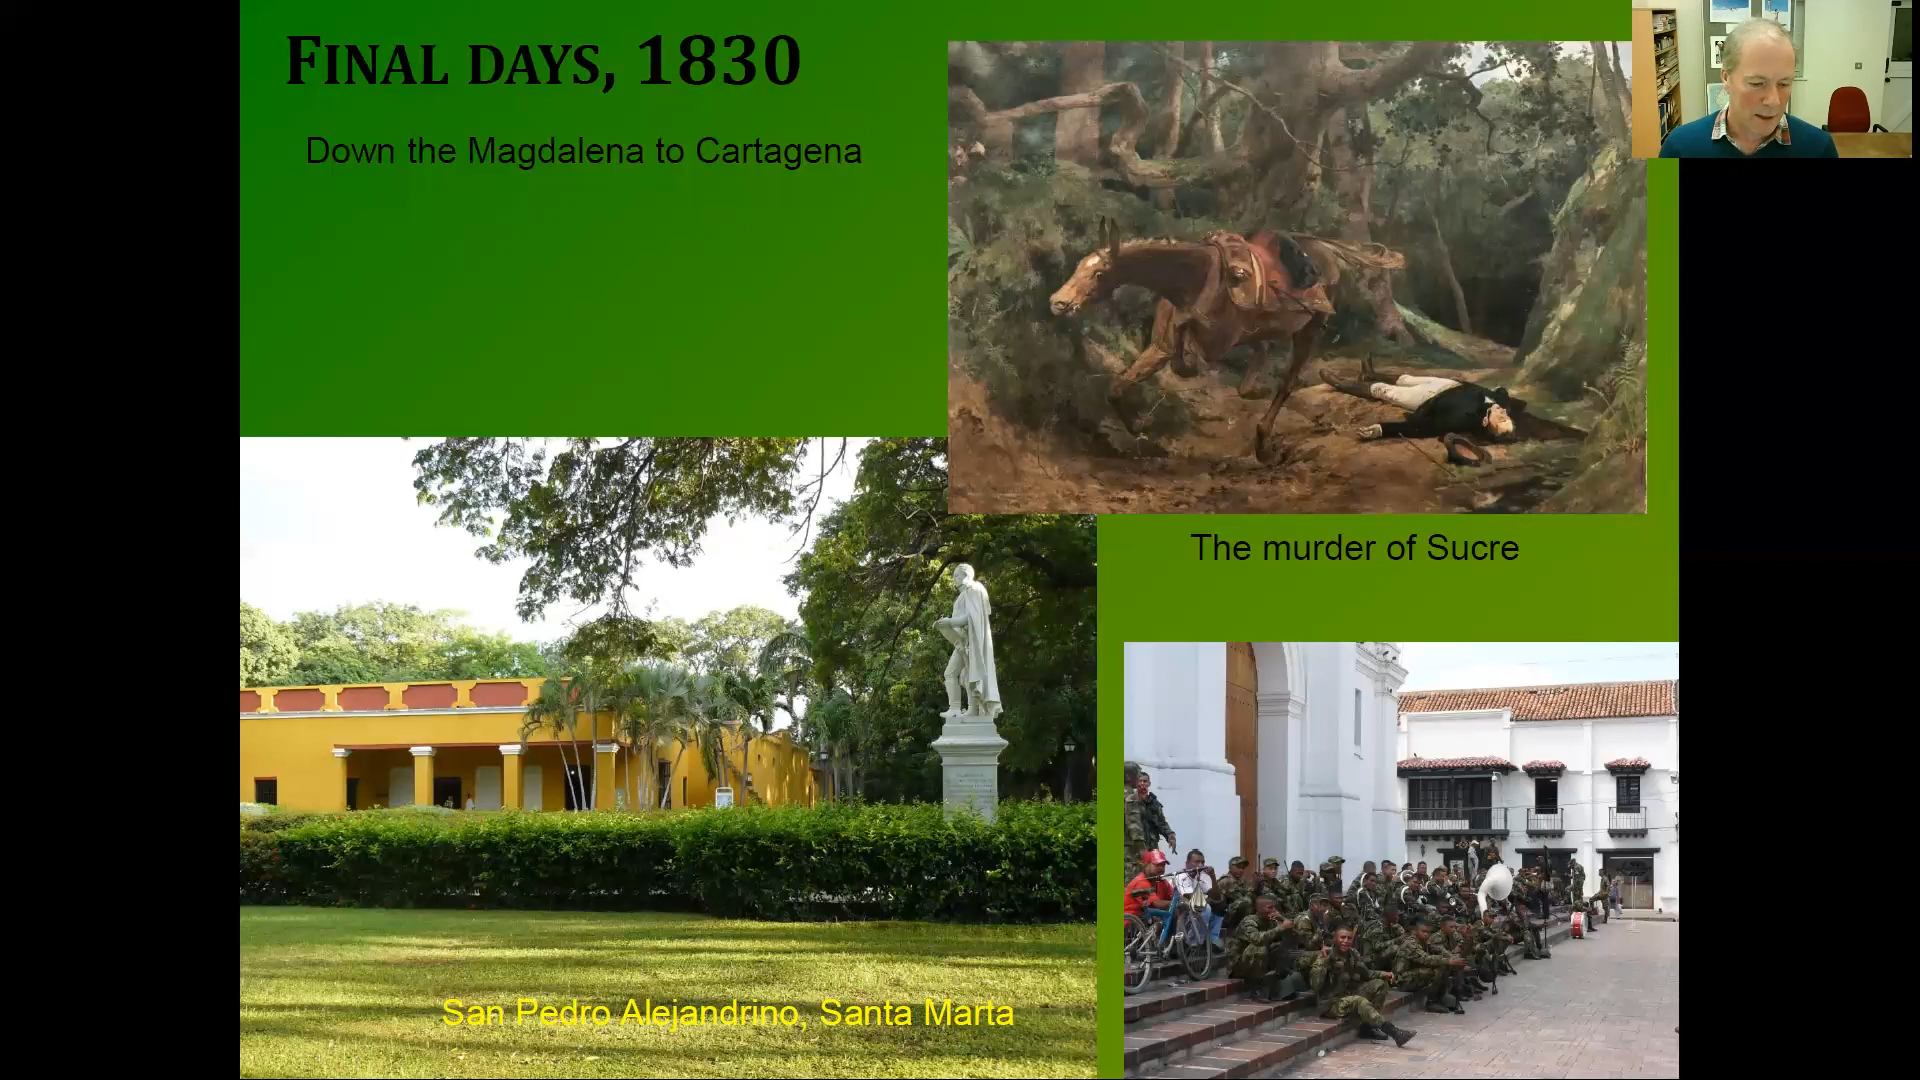 FINAL DAYS, 1830
Down the Magdalena to Cartagena
The murder of Sucre
San Pedro Alejandrino, Santa Marta